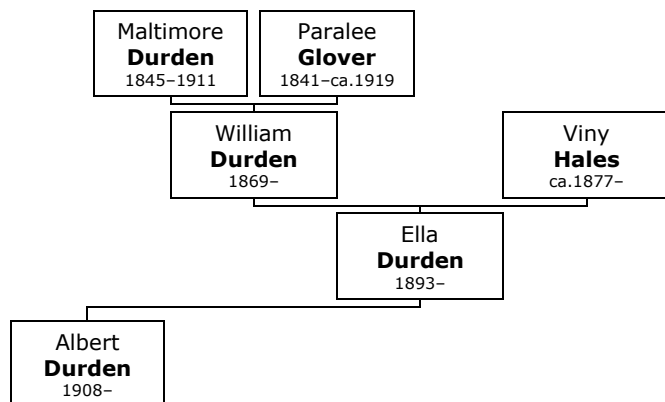 Maltimore
Durden
1845–1911
Paralee
Glover
1841–ca.1919
William
Durden
1869–
Viny
Hales
ca.1877–
Ella
Durden
1893–
Albert
Durden
1908–